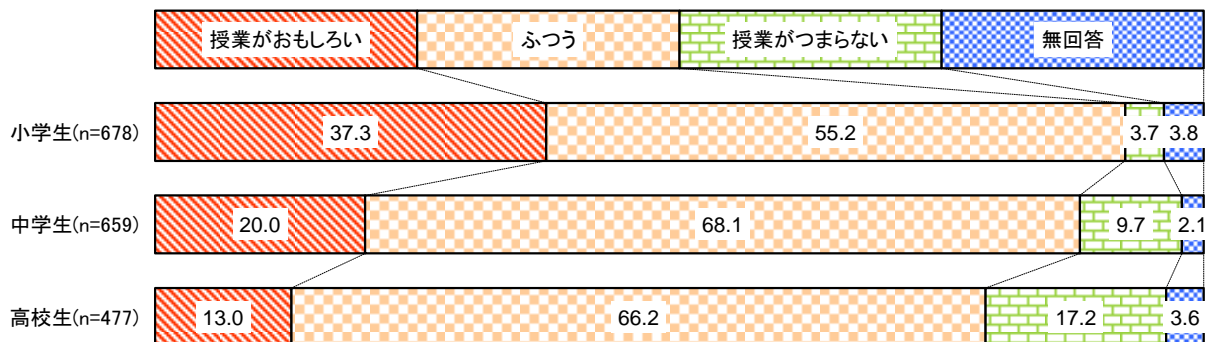 授業がおもしろい ふつう 授業がつまらない 無回答
小学生(n=678) 37.3 55.2 3.7 3.8
中学生(n=659) 20.0 68.1 9.7 2.1
高校生(n=477) 13.0 66.2 17.2 3.6